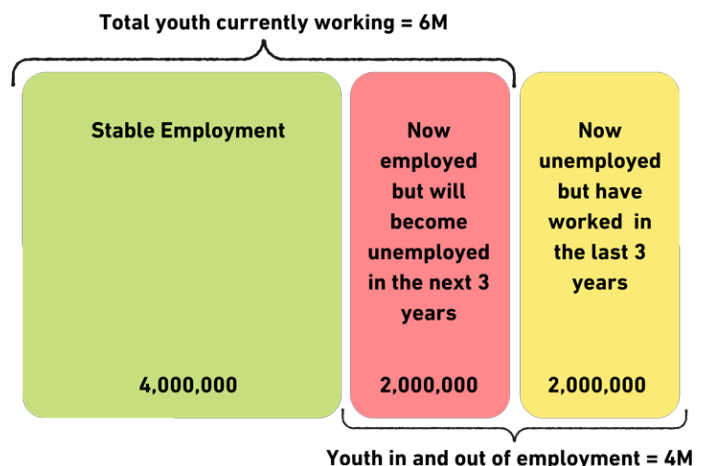 Total youth currently working = 6M
Stable Employment
4,000,000
Now
employed
but will
become
unemployed
in the next 3
years
2,000,000
Now
unemployed
but have
worked in
the last 3
years
2,000,000
Youth in and out of employment = 4M